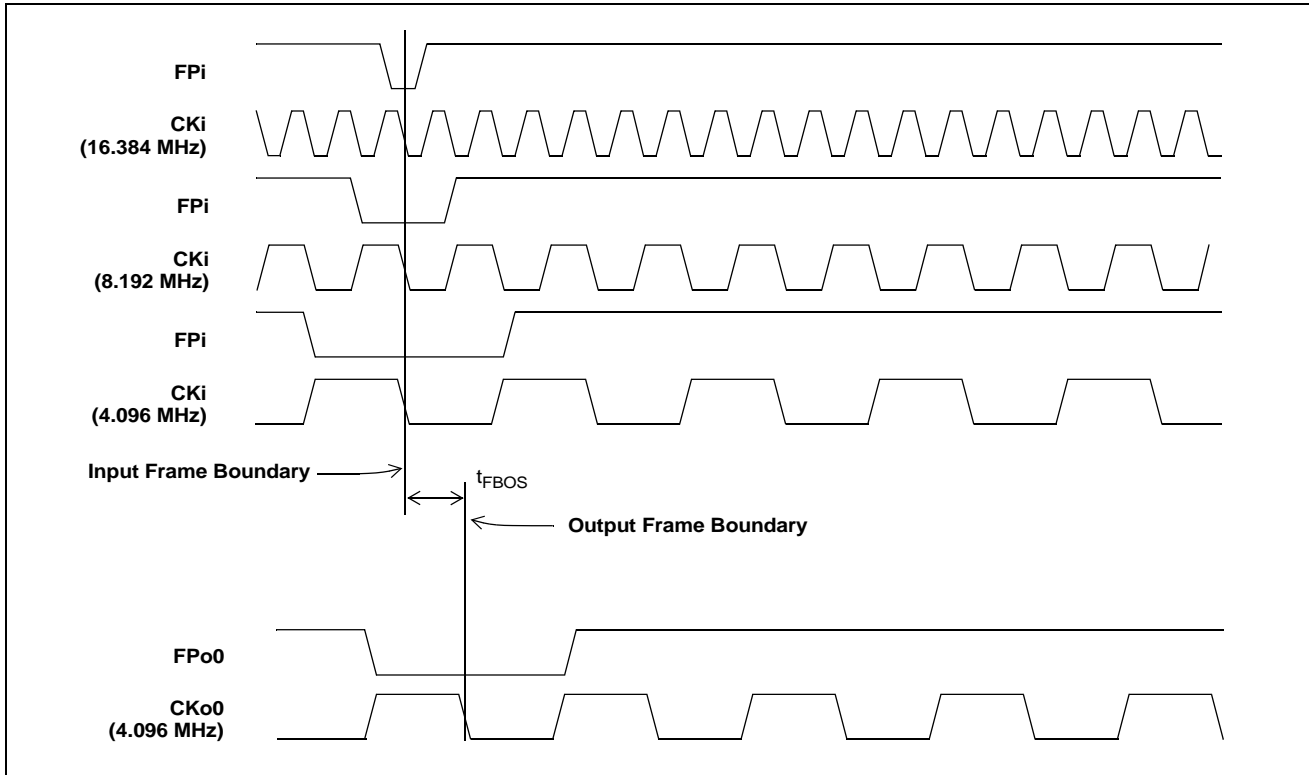 FPi
CKi
(16.384 MHz)
FPi
CKi
(8.192 MHz)
FPi
CKi
(4.096 MHz)
Input Frame Boundary
tFBOS
Output Frame Boundary
FPo0
CKo0
(4.096 MHz)